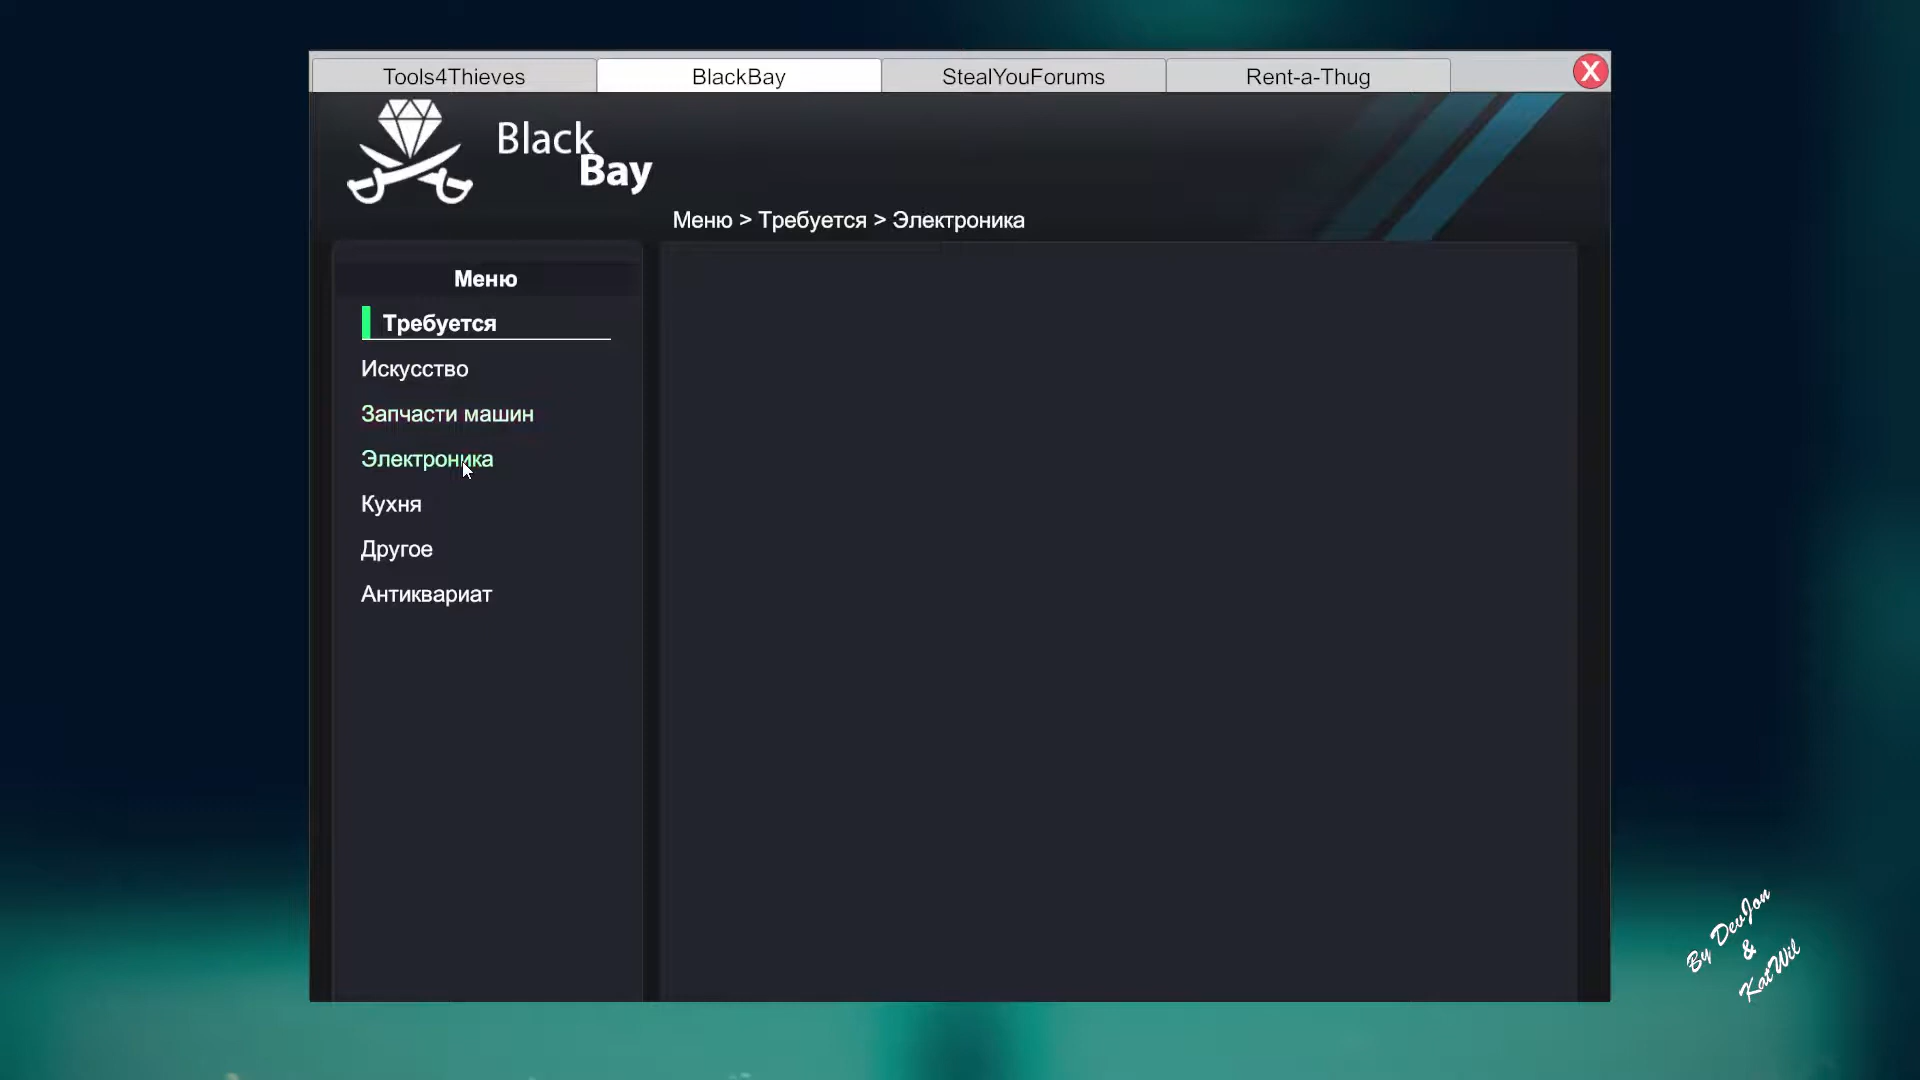 Tools4Thieves
BlackBay
StealYouForums
Rent-a-Thug
X
Black
Bay
Меню > Требуется > Электроника
Меню
Требуется
Искусство
Запчасти машин
Электроника
Кухня
Другое
Антиквариат
By DevJon
&
KatWil